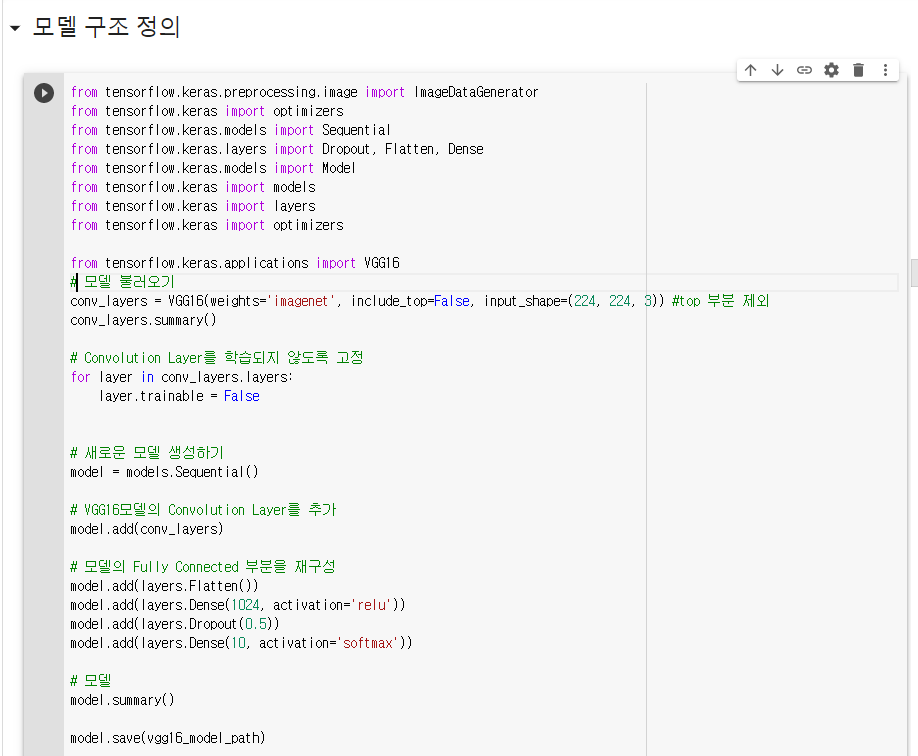 모델 구조 정의
from tensorflow.keras.preprocessing.image import ImageDataGenerator
from tensorflow.keras import optimizers
from tensorflow.keras.models import Sequential
from tensorflow.keras.layers import Dropout, Flatten, Dense
from tensorflow.keras.models import Model
from tensorflow.keras import models
from tensorflow.keras import layers
from tensorflow.keras import optimizers
from tensorflow.keras.applications import VGG16
# 모델 불러오기
conv_layers = VGG16(weights='imagenet', include_top=False, input_shape=(224, 224, 3)) #top 부분 제외
conv_layers.summary()
# Convolution Layer를 학습되지 않도록 고정
for layer in conv_layers.layers:
    layer.trainable = False
# 새로운 모델 생성하기
model = models.Sequential()
# VGG16모델의 Convolution Layer를 추가
model.add(conv_layers)
# 모델의 Fully Connected 부분을 재구성
model.add(layers.Flatten())
model.add(layers.Dense(1024, activation='relu'))
model.add(layers.Dropout(0.5))
model.add(layers.Dense(10, activation='softmax'))
# 모델
model.summary()
model.save(vgg16_model_path)